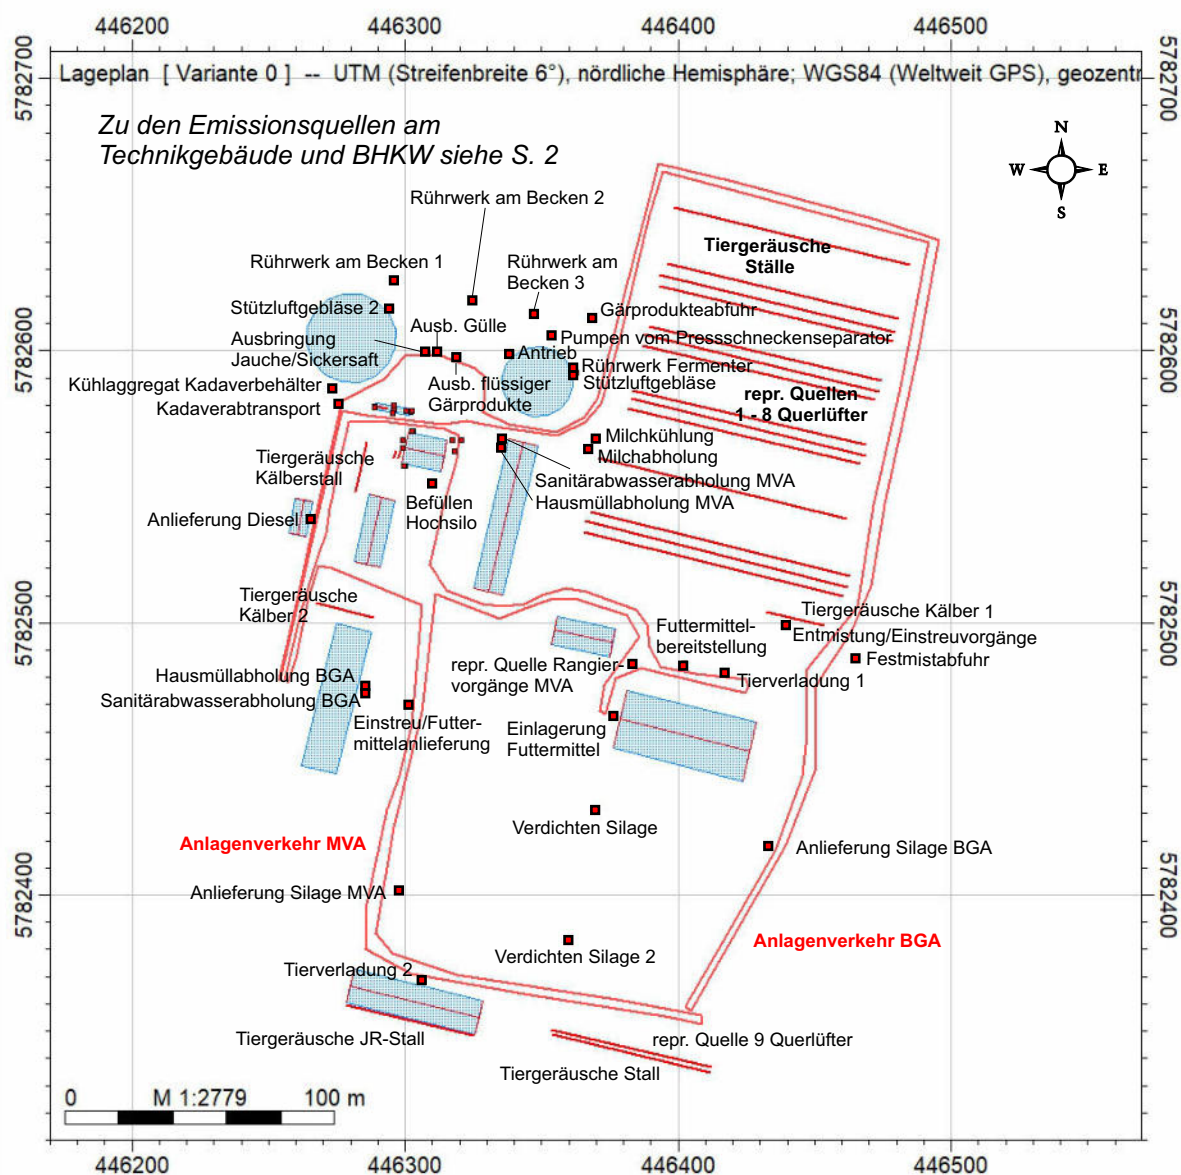 446200 446300 446400 446500
5782700
5782700
Lageplan [ Variante 0 ] -- UTM (Streifenbreite 6°), nördliche Hemisphäre; WGS84 (Weltweit GPS), geozentr
Zu den Emissionsquellen am
Technikgebäude und BHKW siehe S. 2
N
W E
S
Rührwerk am Becken 2
Tiergeräusche
Ställe
Rührwerk am Becken 1
Rührwerk am
Becken 3
Stützluftgebläse 2
Gärprodukteabfuhr
Ausb. Gülle
Ausbringung
Jauche/Sickersaft
Pumpen vom Pressschneckenseparator
5782600
5782600
Antrieb
Rührwerk Fermenter
Stützluftgebläse
Kühlaggregat Kadaverbehälter
Ausb. flüssiger
Gärprodukte
Kadaverabtransport
repr. Quellen
1 - 8 Querlüfter
Milchkühlung
Milchabholung
Tiergeräusche
Kälberstall
Sanitärabwasserabholung MVA
Hausmüllabholung MVA
Befüllen
Hochsilo
Anlieferung Diesel
Tiergeräusche
Kälber 2
Tiergeräusche Kälber 1
5782500
5782500
Futtermittel-
bereitstellung
Entmistung/Einstreuvorgänge
Festmistabfuhr
repr. Quelle Rangier-
vorgänge MVA
Tierverladung 1
Hausmüllabholung BGA
Sanitärabwasserabholung BGA
Einstreu/Futter-
mittelanlieferung
Einlagerung
Futtermittel
Verdichten Silage
Anlagenverkehr MVA
Anlieferung Silage BGA
Anlieferung Silage MVA
5782400
5782400
Anlagenverkehr BGA
Verdichten Silage 2
Tierverladung 2
Tiergeräusche JR-Stall
repr. Quelle 9 Querlüfter
Tiergeräusche Stall
0 M 1:2779 100 m
446200 446300 446400 446500